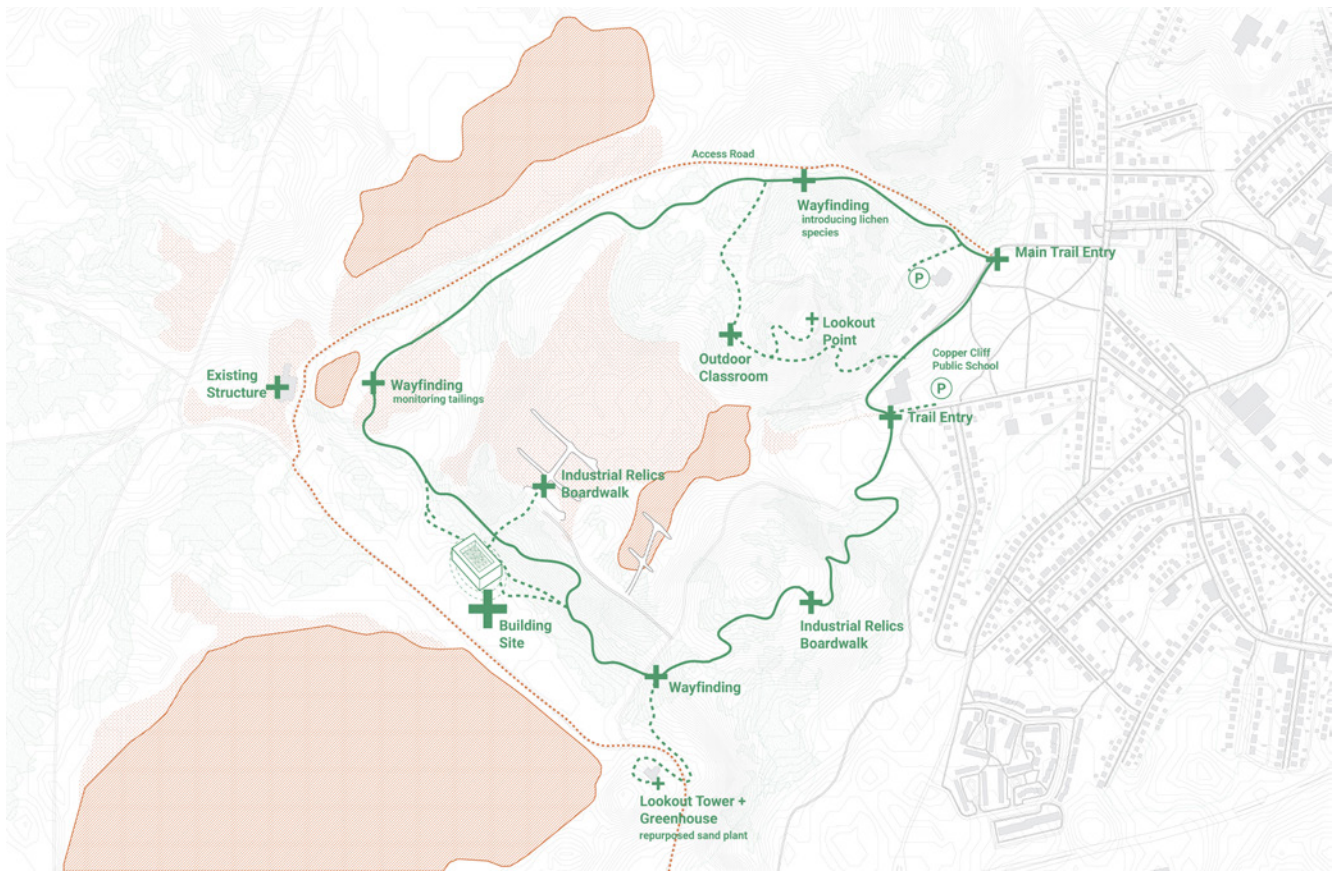 Access Road
Wayfinding
introducing lichen
species
Main Trail Entry
P
Lookout
Point
Outdoor
Classroom
Copper Cliff
Public School
P
Trail Entry
Existing
Structure
Wayfinding
monitoring tailings
Industrial Relics
Boardwalk
Building
Site
Industrial Relics
Boardwalk
Wayfinding
Lookout Tower +
Greenhouse
repurposed sand plant